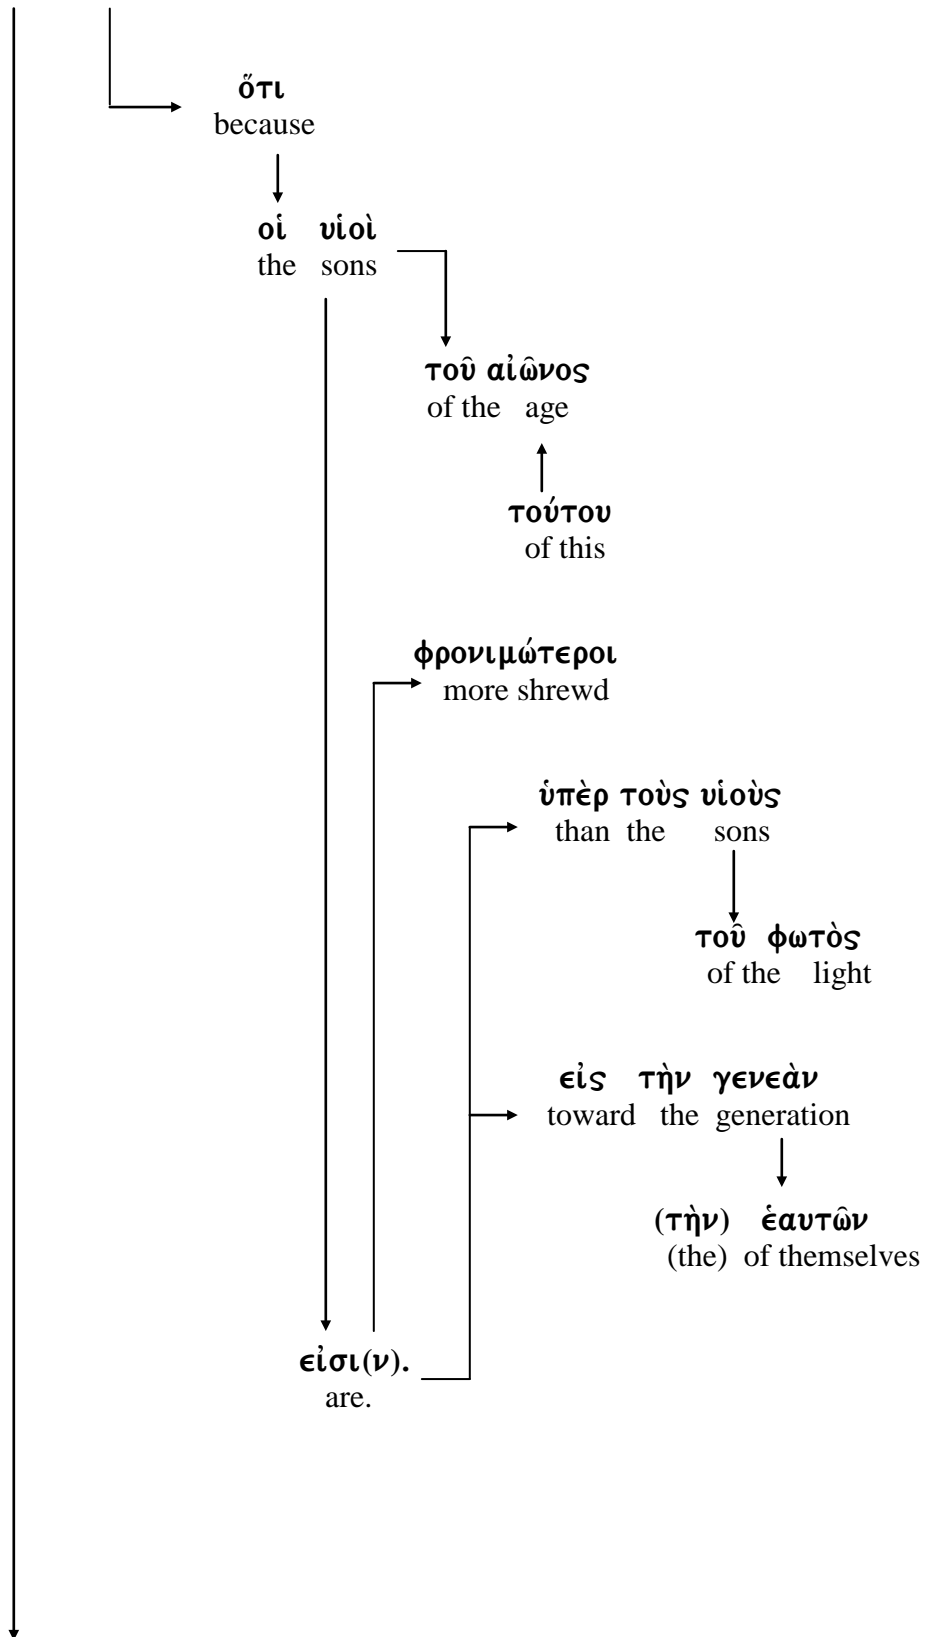 ὅτι
because
οἱ υἱοὶ
the sons
τοῦ αἰῶνος
of the age
τούτου
of this
φρονιμώτεροι
more shrewd
ὑπὲρ τοὺς υἱοὺς
than the sons
τοῦ φωτὸς
of the light
εἰς τὴν γενεὰν
toward the generation
(τὴν) ἑαυτῶν
(the) of themselves
εἰσι(ν).
are.